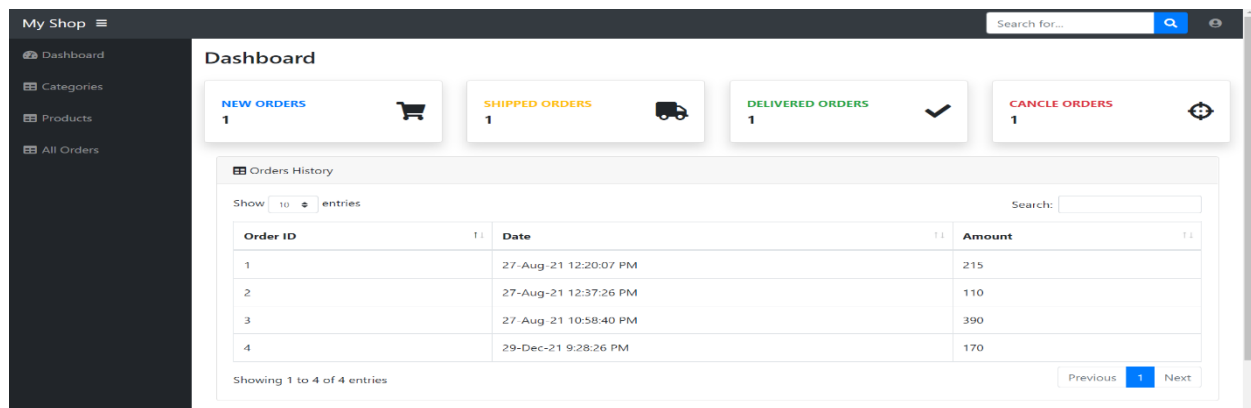 My Shop
Search for...
Dashboard
Categories
Products
All Orders
Dashboard
NEW ORDERS
1
SHIPPED ORDERS
1
DELIVERED ORDERS
1
CANCLE ORDERS
1
Orders History
Show 10 entries
Search:
Order ID Date Amount
1 27-Aug-21 12:20:07 PM 215
2 27-Aug-21 12:37:26 PM 110
3 27-Aug-21 10:58:40 PM 390
4 29-Dec-21 9:28:26 PM 170
Showing 1 to 4 of 4 entries
Previous 1 Next